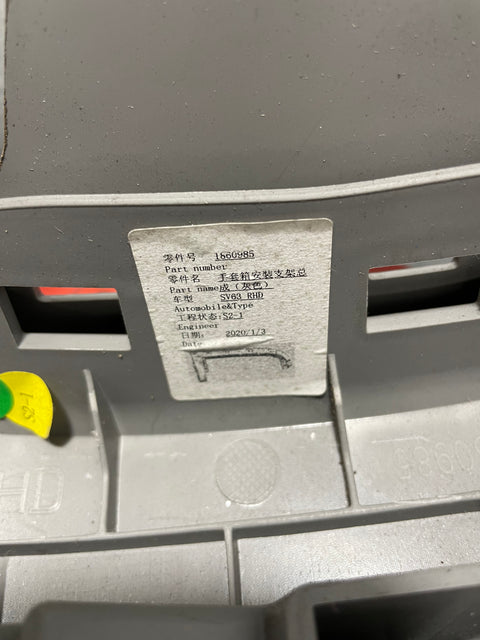 零件号 1860985
Part number
零件名 手套箱安装支架总
Part name成（灰色）
车型 SV63 RHD
Automobile&Type
工程状态:S2-1
Engineer
日期: 2020/1/3
Date
S2-1